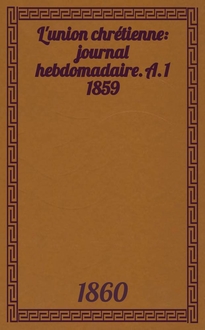 L'union chrétienne:
journal
hebdomadaire. A. 1
1859
1860